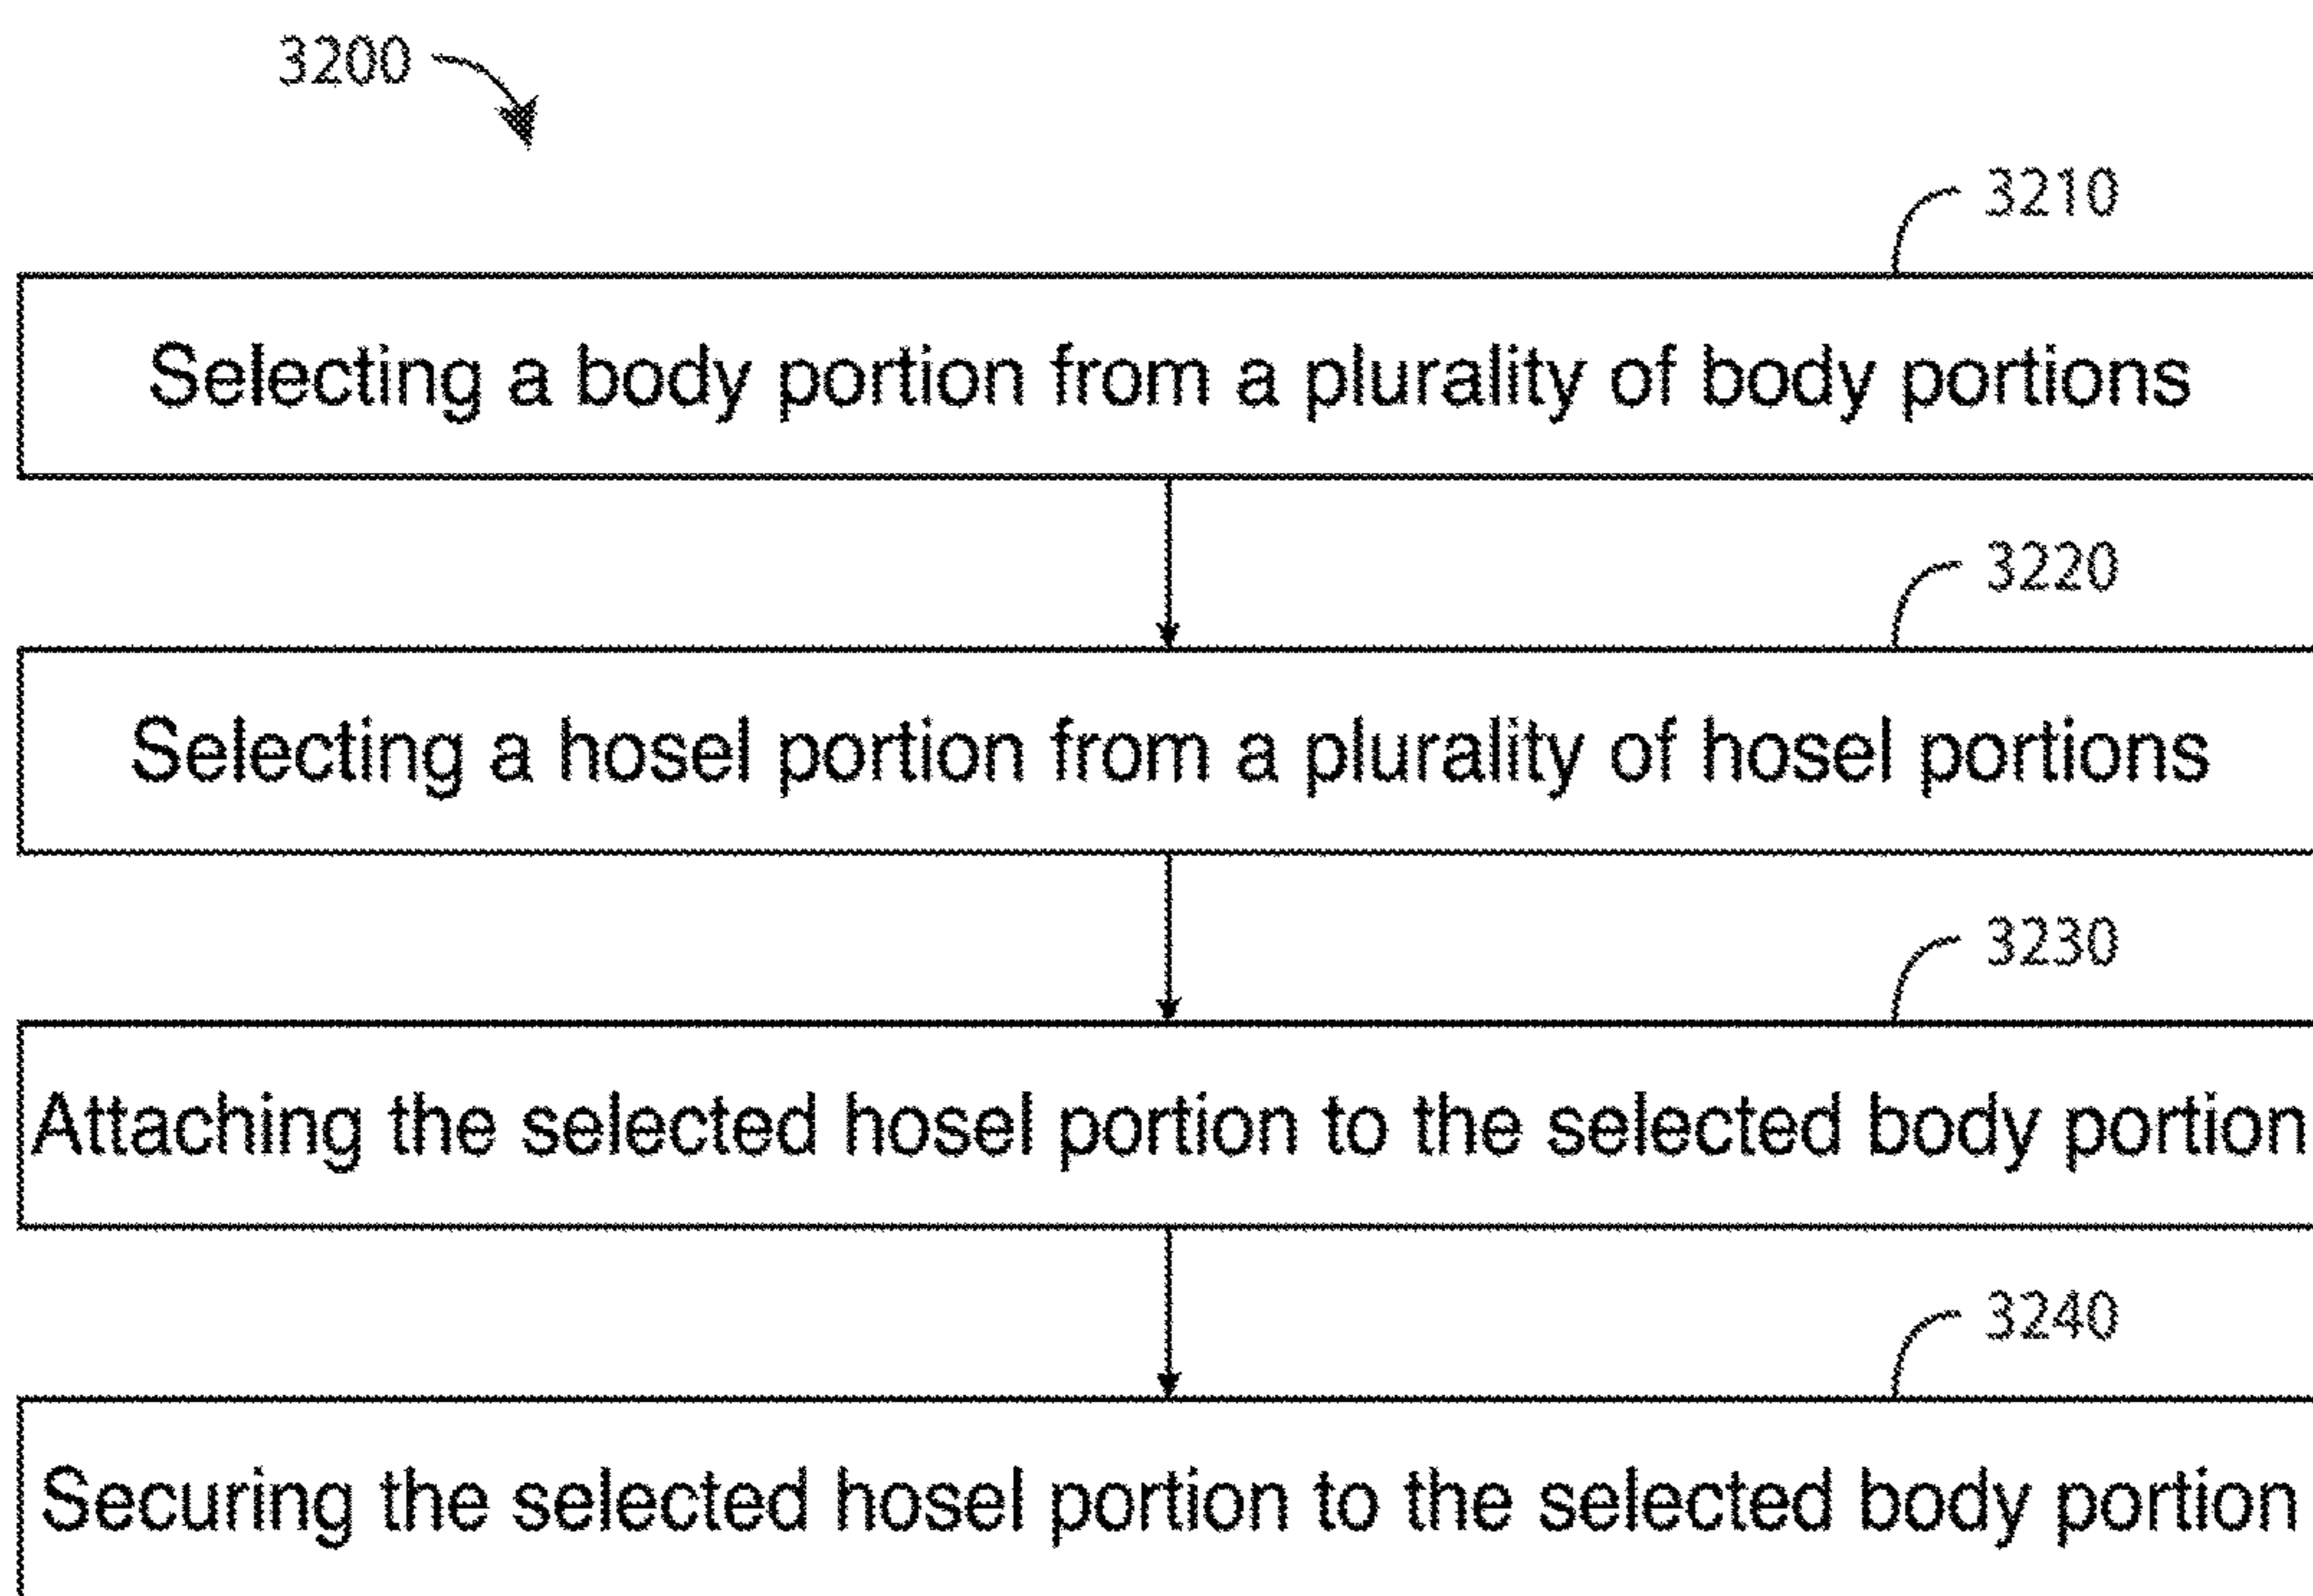 3200
3210
Selecting a body portion from a plurality of body portions
3220
Selecting a hosel portion from a plurality of hosel portions
3230
Attaching the selected hosel portion to the selected body portion
3240
Securing the selected hosel portion to the selected body portion